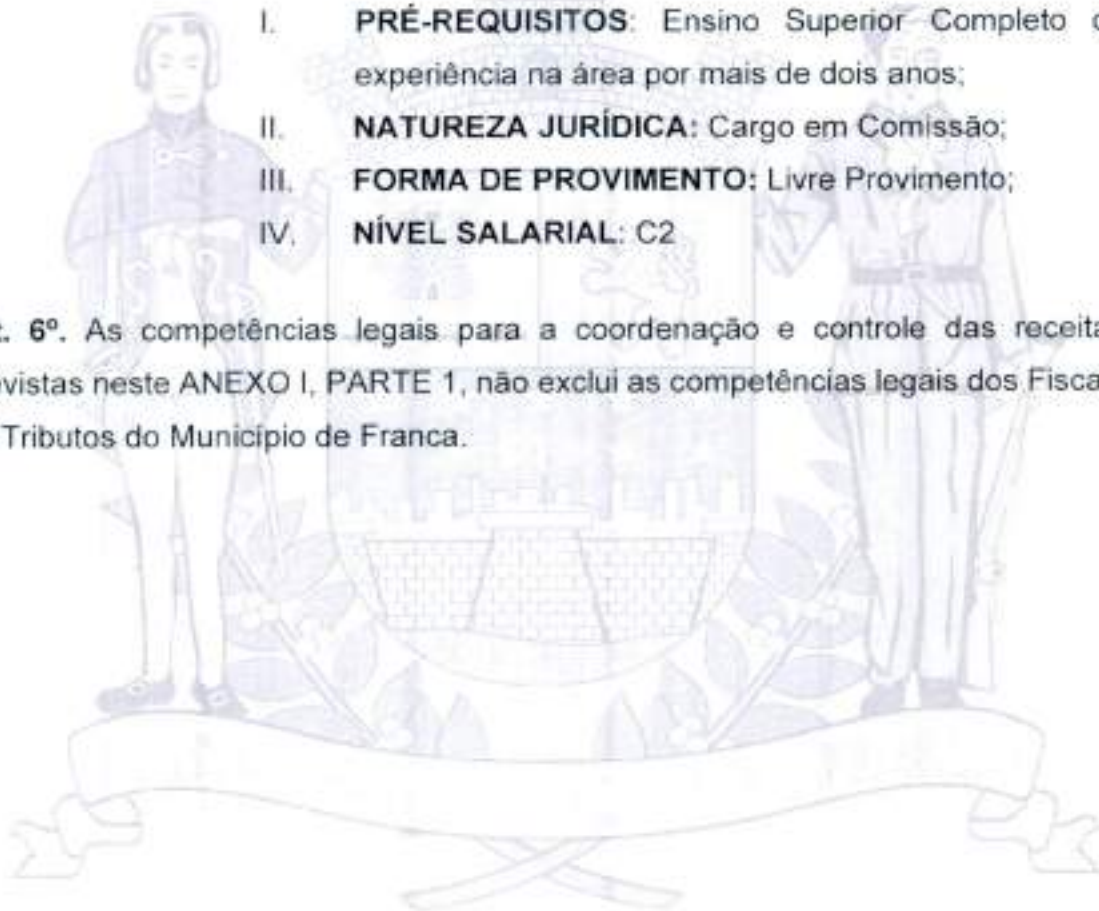 I. PRÉ-REQUISITOS: Ensino Superior Completo
experiência na área por mais de dois anos;
II. NATUREZA JURÍDICA: Cargo em Comissão;
III. FORMA DE PROVIMENTO: Livre Provimento;
IV. NÍVEL SALARIAL: C2
6º. As competências legais para a coordenação e controle das
neste ANEXO I, PARTE 1, não exclui as competências legais dos
Tributos do Município de Franca.